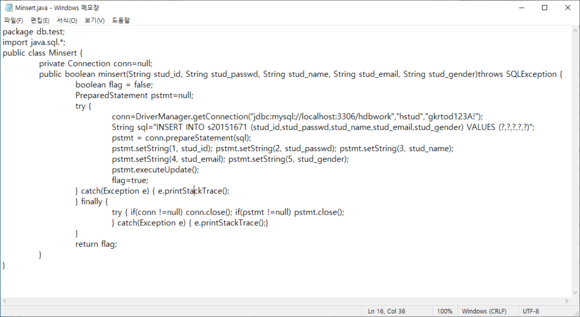 Minsert.java - Windows 메모장
파일(F) 편집(E) 서식(O) 보기(V) 도움말
package db.test;
import java.sql.*;
public class Minsert {
private Connection conn=null;
public boolean minsert(String stud_id, String stud_passwd, String stud_name, String stud_email, String stud_gender)throws SQLException {
boolean flag = false;
PreparedStatement pstmt=null;
try {
conn=DriverManager.getConnection("jdbc:mysql://localhost:3306/hdbwork","hstud","gkrtod123A!");
String sql="INSERT INTO s20151671 (stud_id,stud_passwd,stud_name,stud_email,stud_gender) VALUES (?,?,?,?,?)";
pstmt = conn.prepareStatement(sql);
pstmt.setString(1, stud_id); pstmt.setString(2, stud_passwd); pstmt.setString(3, stud_name);
pstmt.setString(4, stud_email); pstmt.setString(5, stud_gender);
pstmt.executeUpdate();
flag=true;
} catch(Exception e) { e.printStackTrace();
} finally {
try { if(conn !=null) conn.close(); if(pstmt !=null) pstmt.close();
} catch(Exception e) { e.printStackTrace();}
}
return flag;
}
}
Ln 16, Col 36 100% Windows (CRLF) UTF-8